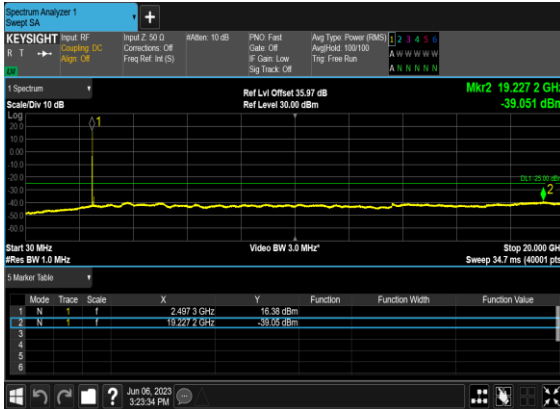 Spectrum Analyzer 1
Swept SA
+
KEYSIGHT Input: RF Input Z: 50 Ω #Atten: 10 dB PNO: Fast Avg Type: Power (RMS) 1 2 3 4 5 6
R T Coupling: DC Corrections: Off Gate: Off Avg|Hold: 100/100 A W W W W W
Align: Off Freq Ref: Int (S) IF Gain: Low Trig: Free Run
Sig Track: Off A N N N N N
1 Spectrum Ref Lvl Offset 35.97 dB Mkr2 19.227 2 GHz
Scale/Div 10 dB Ref Level 30.00 dBm -39.051 dBm
Log
20.0
10.0
0.00
-10.0
-20.0
-30.0
-40.0
-50.0
-60.0
1
DL1 -25.00 dBm
2
Start 30 MHz Video BW 3.0 MHz* Stop 20.000 GHz
#Res BW 1.0 MHz Sweep 34.7 ms (40001 pts)
5 Marker Table
Mode Trace Scale X Y Function Function Width Function Value
1 N 1 f 2.497 3 GHz 16.38 dBm
2 N 1 f 19.227 2 GHz -39.05 dBm
3
4
5
6
? Jun 06, 2023
3:23:34 PM